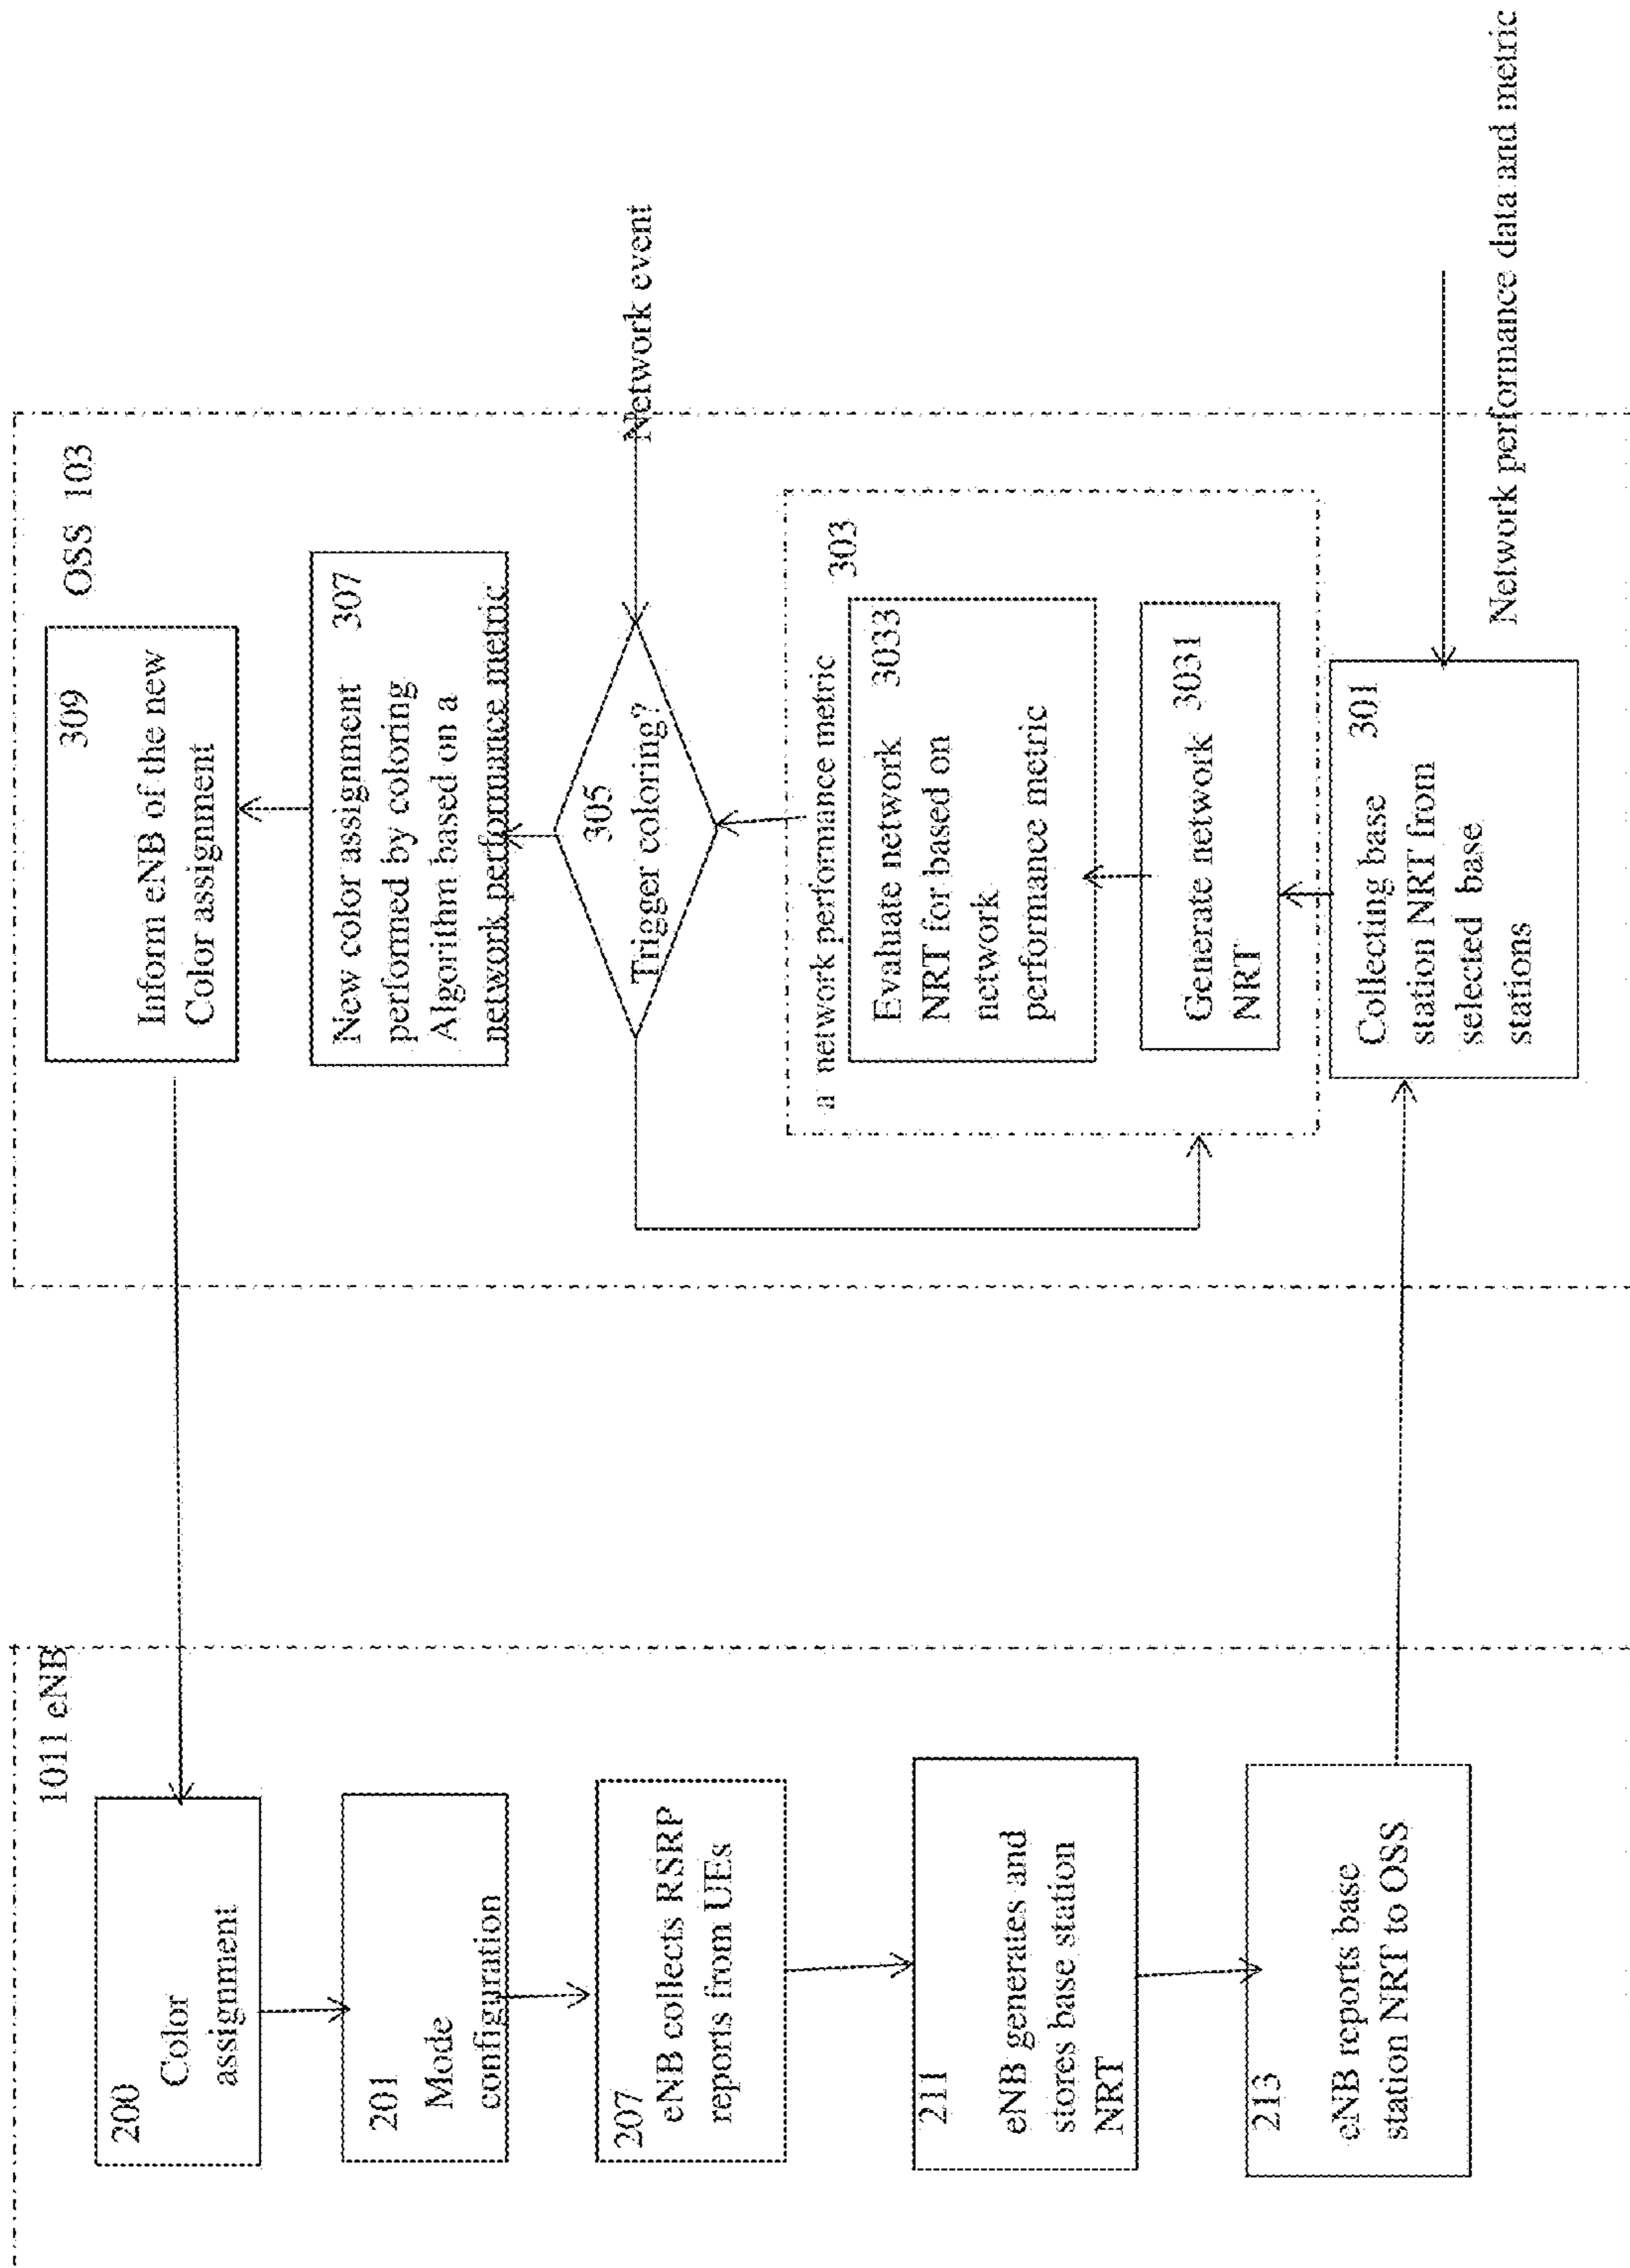 1011 eNB
200
Color
assignment
201
Mode
configuration
207
eNB collects RSRP
reports from UEs
211
eNB generates and
stores base station
NRT
213
eNB reports base
station NRT to OSS
OSS 103
309
Inform eNB of the new
Color assignment
New color assignment 307
performed by coloring
Algorithm based on a
network performance metric
305
Trigger coloring?
Network event
303
a network performance metric
Evaluate network 3033
NRT for based on
network
performance metric
Generate network 3031
NRT
Collecting base 301
station NRT from
selected base
stations
Network performance data and metric